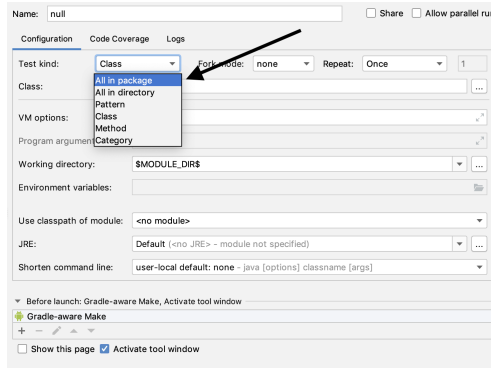 Name: null Share Allow parallel ru
Configuration Code Coverage Logs
Test kind: Class Fork mode: none Repeat: Once 1
All in package
Class: ...
All in directory
Pattern
Class
VM options:
Method
Program argumen
Category
Working directory: $MODULE_DIR$ ...
Environment variables:
Use classpath of module: <no module>
JRE: Default (<no JRE> - module not specified) ...
Shorten command line: user-local default: none - java [options] classname [args]
Before launch: Gradle-aware Make, Activate tool window
Gradle-aware Make
Show this page Activate tool window